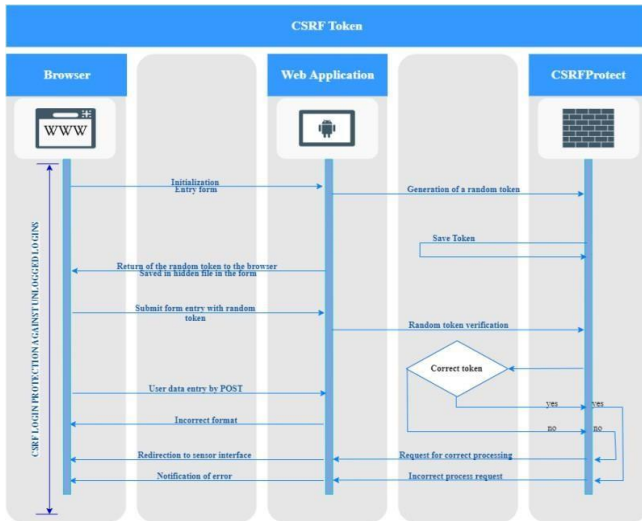 CSRF Token
Browser
Web Application
CSRFProtect
WWW
CSRF LOGIN PROTECTION AGAINST UNLOGGED LOGINS
Initialization
Entry form
Generation of a random token
Save Token
Return of the random token to the browser
Saved in hidden file in the form
Submit form entry with random
token
Random token verification
Correct token
User data entry by POST
yes
yes
Incorrect format
no
no
Redirection to sensor interface
Request for correct processing
Notification of error
Incorrect process request